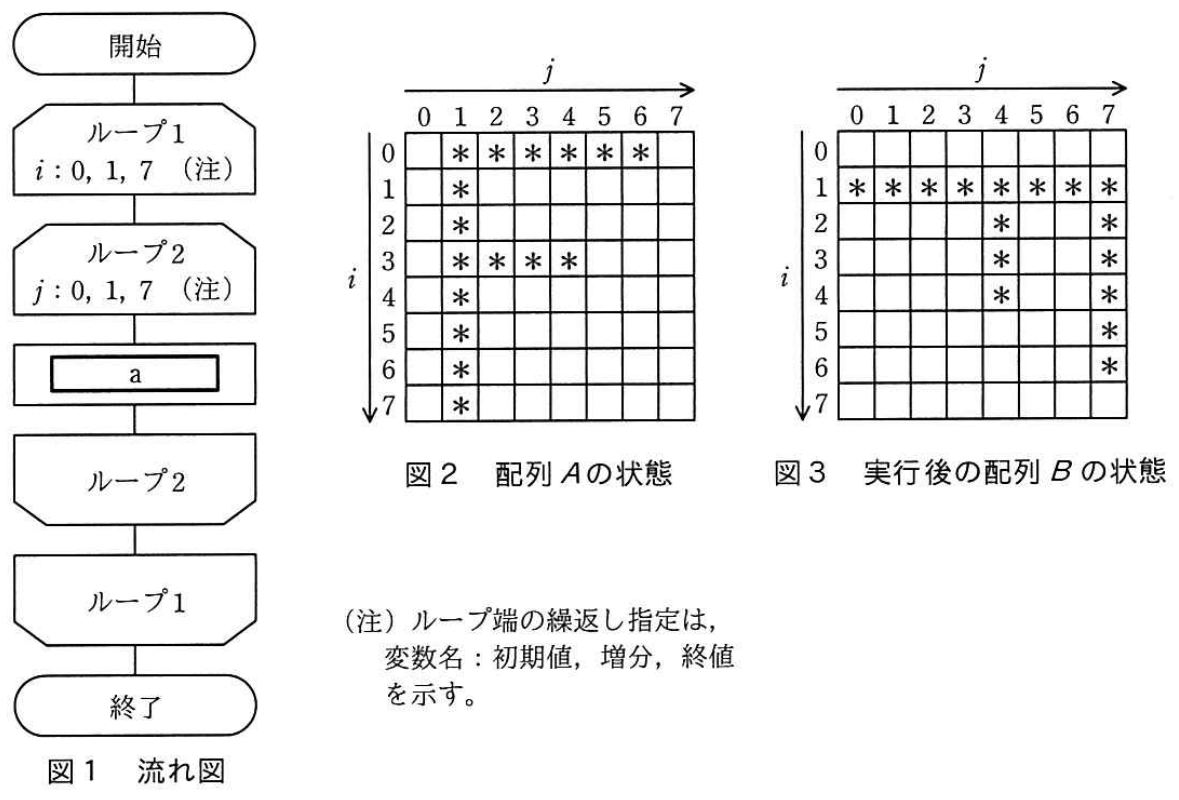 開始
ループ1
i : 0, 1, 7 (注)
ループ2
j : 0, 1, 7 (注)
a
ループ2
ループ1
終了
図1 流れ図
j
0 1 2 3 4 5 6 7
i
0 * * * * * *
1 *
2 *
3 * * * *
4 *
5 *
6 *
7 *
図2 配列Aの状態
j
0 1 2 3 4 5 6 7
i
0
1 * * * * * * * *
2 * *
3 * *
4 * *
5 *
6 *
7
図3 実行後の配列Bの状態
(注)ループ端の繰返し指定は,
変数名:初期値,増分,終値
を示す。